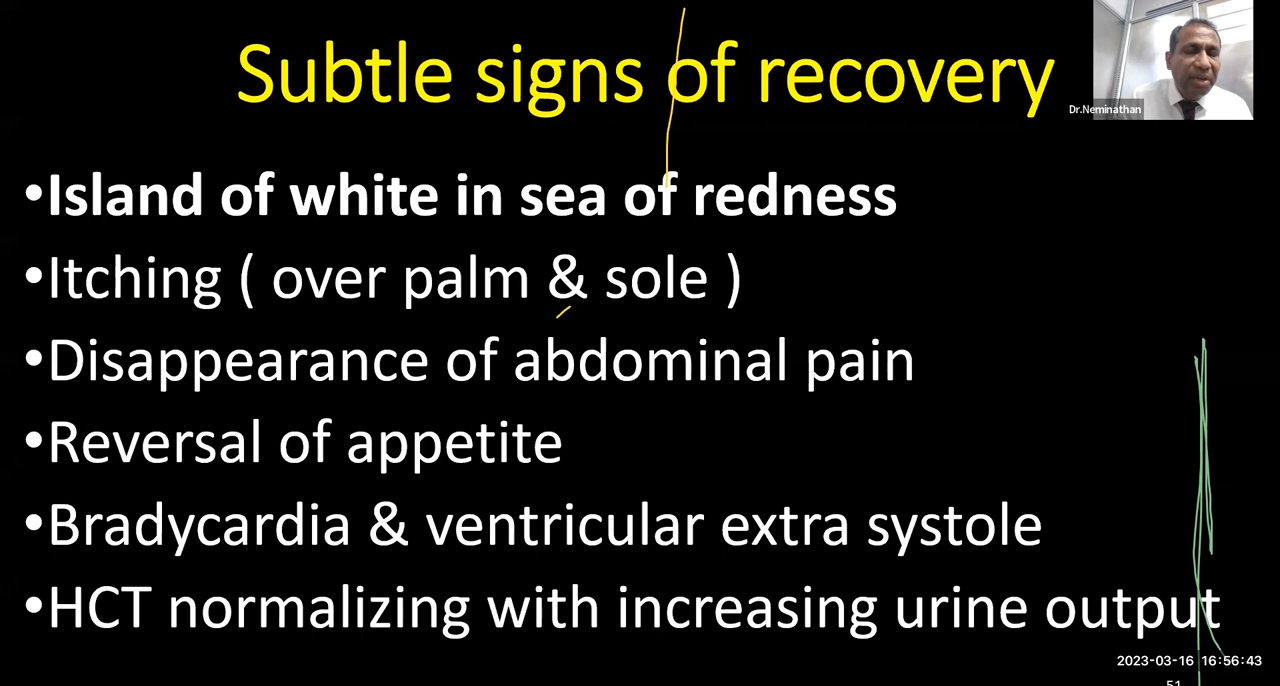 Subtle signs of recovery
Dr.Neminathan
•Island of white in sea of redness
•Itching ( over palm & sole )
•Disappearance of abdominal pain
•Reversal of appetite
•Bradycardia & ventricular extra systole
•HCT normalizing with increasing urine output
2023-03-16 16:56:43
51